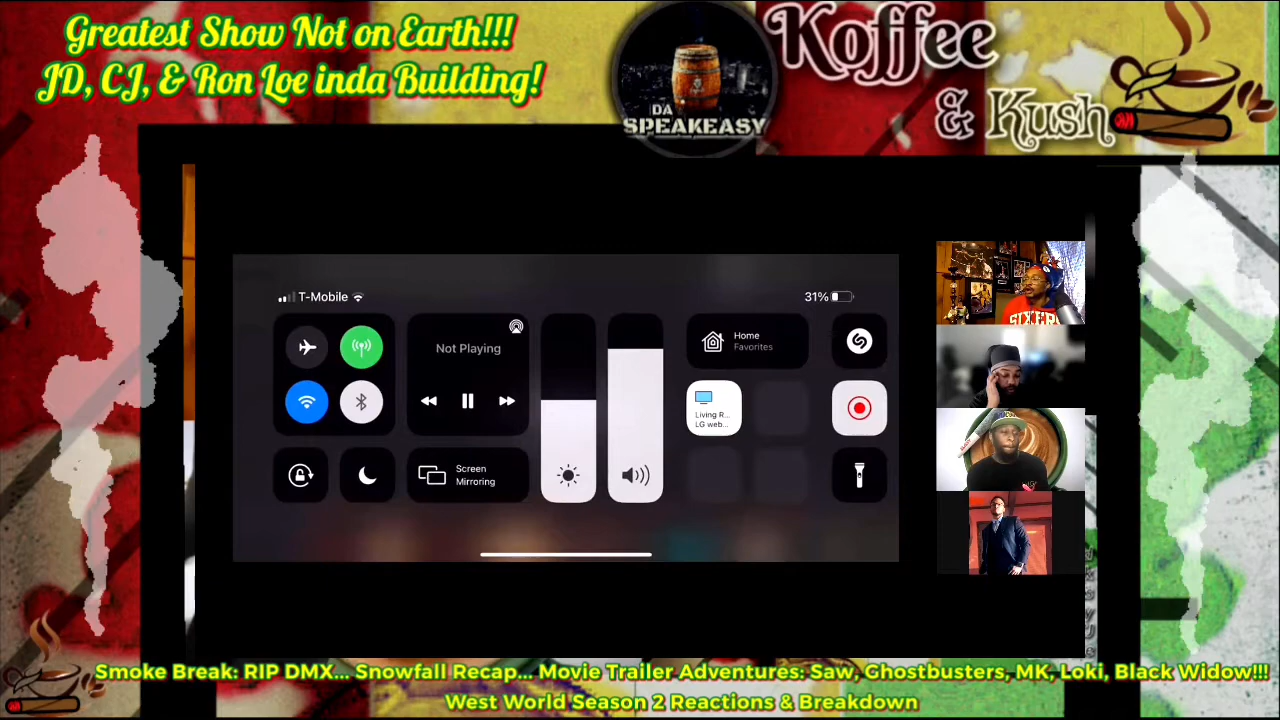 Greatest Show Not on Earth!!!
JD, CJ, & Ron Loe inda Building!
DA
SPEAKEASY
Koffee
& Kush
T-Mobile
31%
Not Playing
Home
Favorites
Living R...
LG web...
Screen
Mirroring
SIXERS
Smoke Break: RIP DMX... Snowfall Recap... Movie Trailer Adventures: Saw, Ghostbusters, MK, Loki, Black Widow!!!
West World Season 2 Reactions & Breakdown